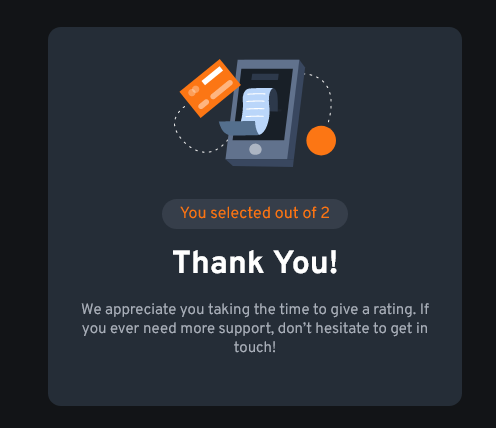 You selected out of 2
Thank You!
We appreciate you taking the time to give a rating. If
you ever need more support, don’t hesitate to get in
touch!